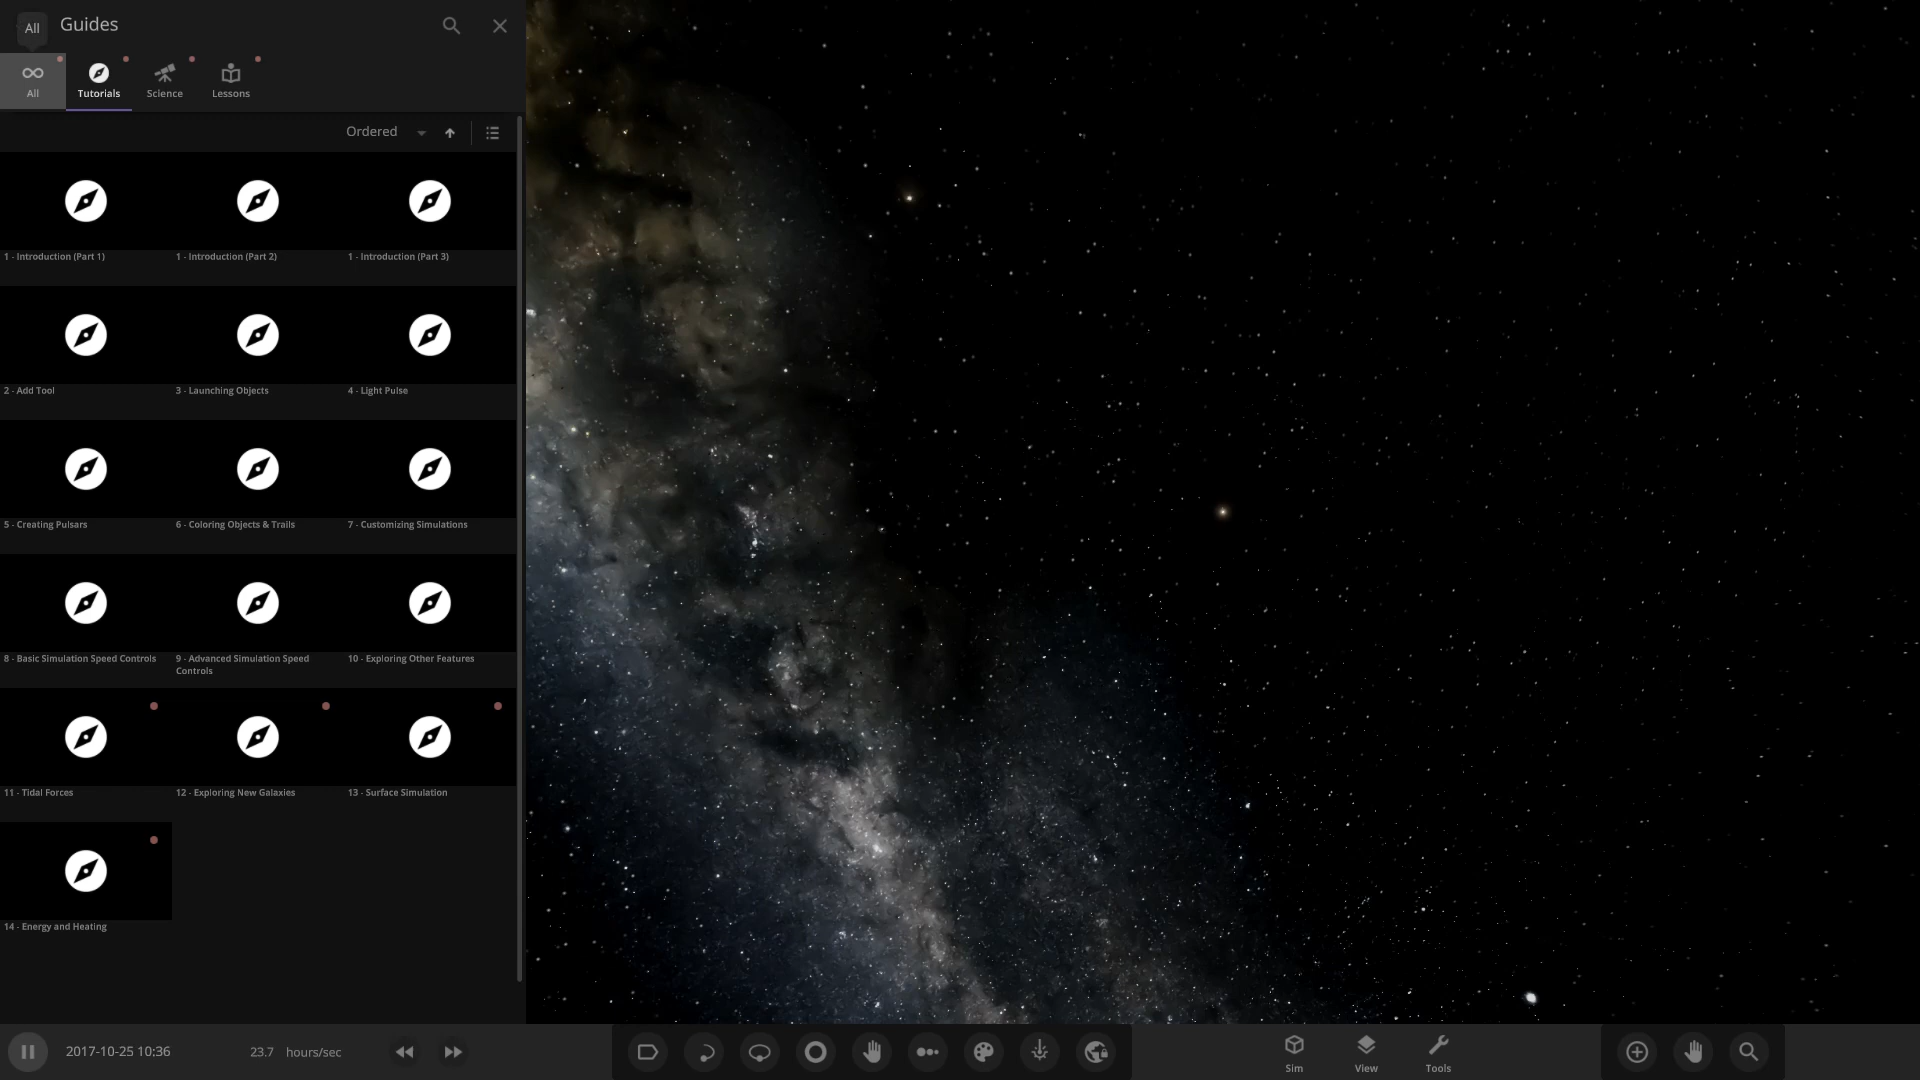 All
Guides
All
Tutorials
Science
Lessons
Ordered
1 - Introduction (Part 1)
1 - Introduction (Part 2)
1 - Introduction (Part 3)
2 - Add Tool
3 - Launching Objects
4 - Light Pulse
5 - Creating Pulsars
6 - Coloring Objects & Trails
7 - Customizing Simulations
8 - Basic Simulation Speed Controls
9 - Advanced Simulation Speed
Controls
10 - Exploring Other Features
11 - Tidal Forces
12 - Exploring New Galaxies
13 - Surface Simulation
14 - Energy and Heating
2017-10-25 10:36
23.7 hours/sec
Sim
View
Tools